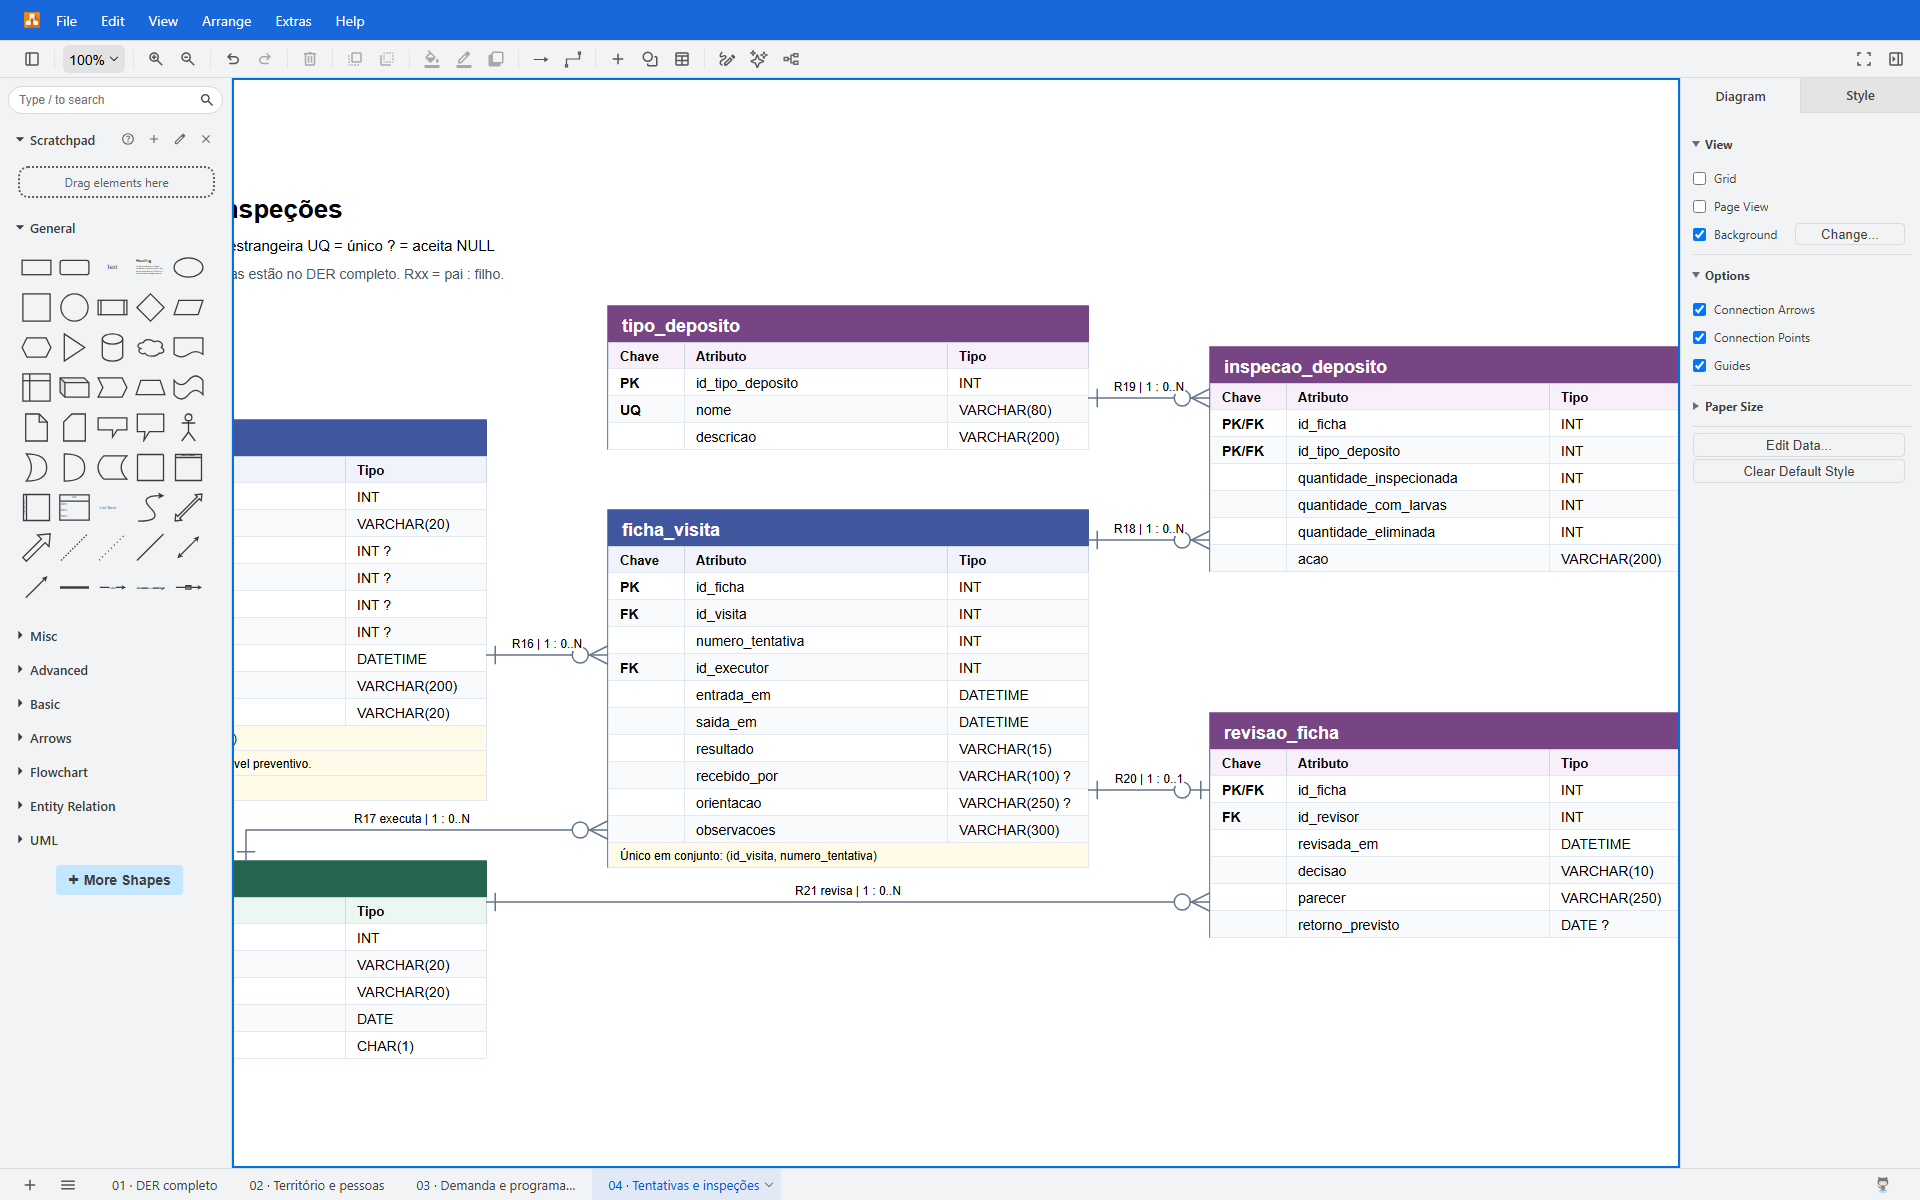 File Edit View Arrange Extras Help
100%
Type / to search
Scratchpad
Drag elements here
General
Text
Heading
Misc
Advanced
Basic
Arrows
Flowchart
Entity Relation
UML
+ More Shapes
nspeções
estrangeira UQ = único ? = aceita NULL
as estão no DER completo. Rxx = pai : filho.
Tipo
INT
VARCHAR(20)
INT ?
INT ?
INT ?
INT ?
DATETIME
VARCHAR(200)
VARCHAR(20)
)
vel preventivo.
R16 | 1 : 0..N
R17 executa | 1 : 0..N
Tipo
INT
VARCHAR(20)
VARCHAR(20)
DATE
CHAR(1)
tipo_deposito
Chave Atributo Tipo
PK id_tipo_deposito INT
UQ nome VARCHAR(80)
descricao VARCHAR(200)
R19 | 1 : 0..N
ficha_visita
Chave Atributo Tipo
PK id_ficha INT
FK id_visita INT
numero_tentativa INT
FK id_executor INT
entrada_em DATETIME
saida_em DATETIME
resultado VARCHAR(15)
recebido_por VARCHAR(100) ?
orientacao VARCHAR(250) ?
observacoes VARCHAR(300)
Único em conjunto: (id_visita, numero_tentativa)
R18 | 1 : 0..N
R20 | 1 : 0..1
R21 revisa | 1 : 0..N
inspecao_deposito
Chave Atributo Tipo
PK/FK id_ficha INT
PK/FK id_tipo_deposito INT
quantidade_inspecionada INT
quantidade_com_larvas INT
quantidade_eliminada INT
acao VARCHAR(200)
revisao_ficha
Chave Atributo Tipo
PK/FK id_ficha INT
FK id_revisor INT
revisada_em DATETIME
decisao VARCHAR(10)
parecer VARCHAR(250)
retorno_previsto DATE ?
Diagram Style
View
Grid
Page View
Background Change...
Options
Connection Arrows
Connection Points
Guides
Paper Size
Edit Data...
Clear Default Style
01 · DER completo 02 · Território e pessoas 03 · Demanda e programa... 04 · Tentativas e inspeções